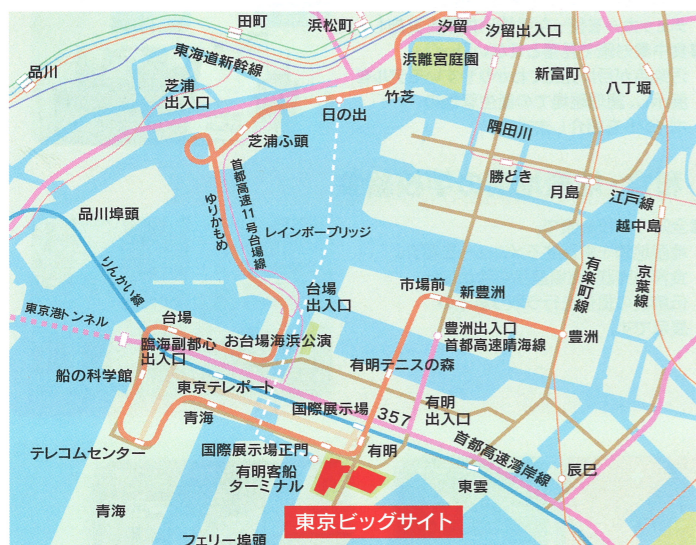 田町
浜松町
汐留
汐留出入口
品川
東海道新幹線
浜離宮庭園
新富町
八丁堀
芝浦
出入口
竹芝
日の出
芝浦ふ頭
隅田川
勝どき
月島
江戸線
越中島
首都高速11号台場線
ゆりかもめ
レインボーブリッジ
品川埠頭
りんかい線
有楽町線
京葉線
台場
出入口
市場前
新豊洲
東京港トンネル
台場
お台場海浜公演
豊洲出入口
首都高速晴海線
豊洲
臨海副都心
出入口
船の科学館
東京テレポート
有明テニスの森
青海
国際展示場
357
有明
出入口
首都高速湾岸線
テレコムセンター
国際展示場正門
有明
有明客船
ターミナル
東雲
辰巳
青海
東京ビッグサイト
フェリー埠頭